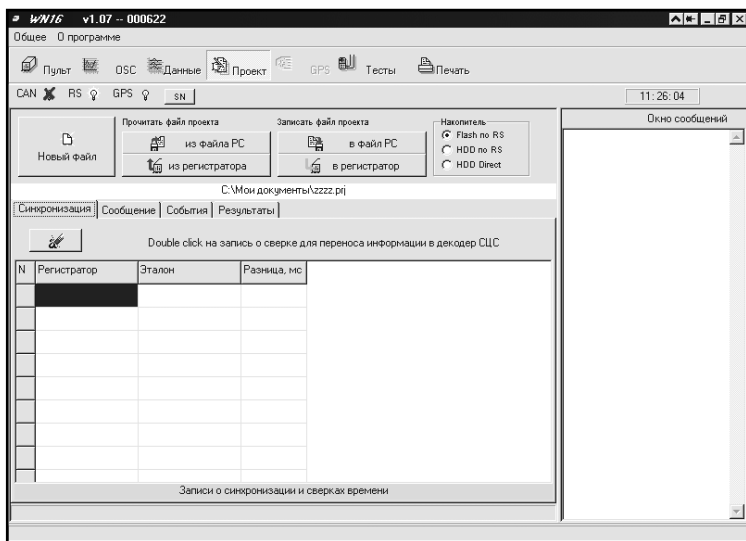 WN16 v1.07 -- 000622
Общее О программе
Пульт OSC Данные Проект GPS Тесты Печать
CAN RS GPS SN 11:26:04
Прочитать файл проекта Записать файл проекта Накопитель Окно сообщений
Новый файл из файла PC в файл PC Flash по RS
HDD по RS
из регистратора в регистратор HDD Direct
C:\Мои документы\zzzz.prj
Синхронизация Сообщение События Результаты
Double click на запись о сверке для переноса информации в декодер СЦС
N Регистратор Эталон Разница, мс
Записи о синхронизации и сверках времени